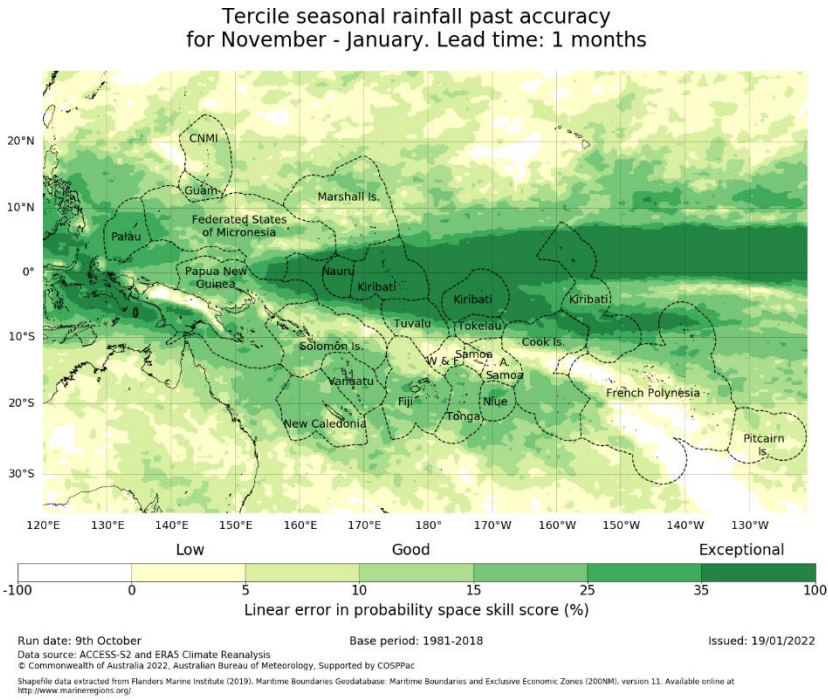 Tercile seasonal rainfall past accuracy
for November - January. Lead time: 1 months
20°N
10°N
0°
10°S
20°S
30°S
CNMI
Guam
Marshall Is.
Federated States
of Micronesia
Palau
Papua New
Guinea
Nauru
Kiribati
Kiribati
Kiribati
Tuvalu
Tokelau
Solomon Is.
Cook Is.
W & F
Samoa
A.
Samoa
Vanuatu
Fiji
Niue
French Polynesia
Tonga
New Caledonia
Pitcairn
Is.
120°E 130°E 140°E 150°E 160°E 170°E 180° 170°W 160°W 150°W 140°W 130°W
Low Good Exceptional
-100 0 5 10 15 25 35 100
Linear error in probability space skill score (%)
Run date: 9th October Base period: 1981-2018 Issued: 19/01/2022
Data source: ACCESS-S2 and ERA5 Climate Reanalysis
© Commonwealth of Australia 2022, Australian Bureau of Meteorology, Supported by COSPPac
Shapefile data extracted from Flanders Marine Institute (2019). Maritime Boundaries Geodatabase: Maritime Boundaries and Exclusive Economic Zones (200NM), version 11. Available online at
http://www.marineregions.org/.